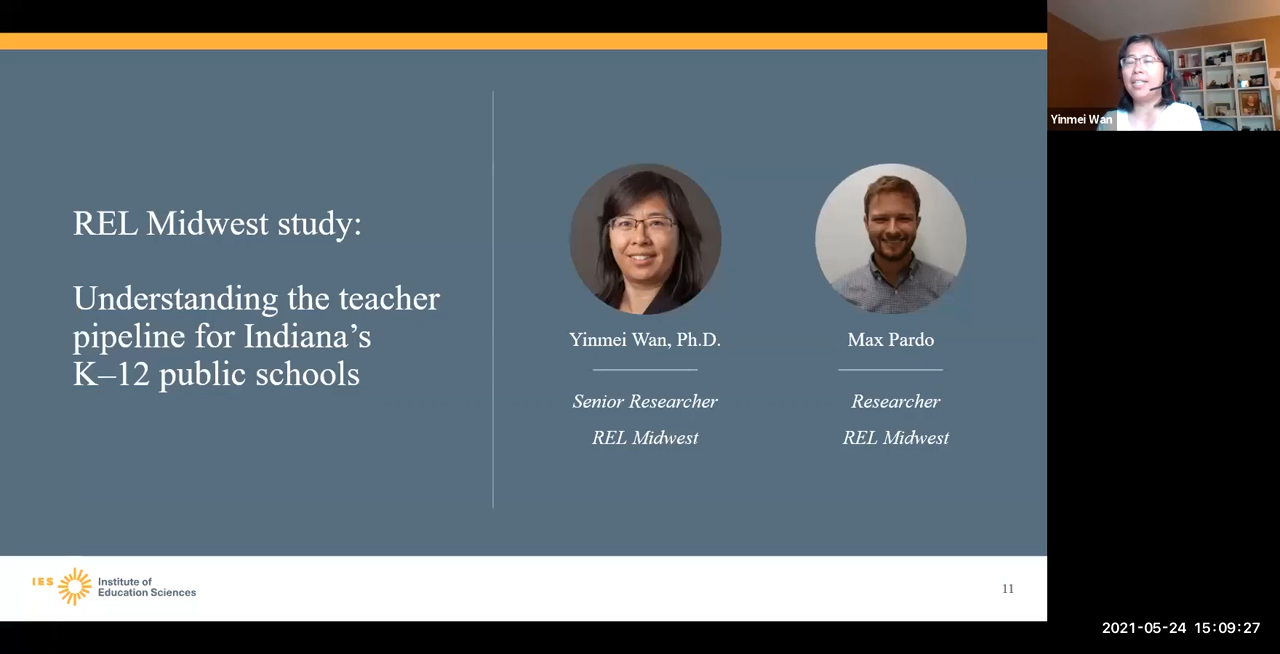 REL Midwest study:
Understanding the teacher
pipeline for Indiana’s
K–12 public schools
Yinmei Wan, Ph.D.
Senior Researcher
REL Midwest
Max Pardo
Researcher
REL Midwest
IES Institute of
Education Sciences
11
Yinmei Wan
2021-05-24 15:09:27